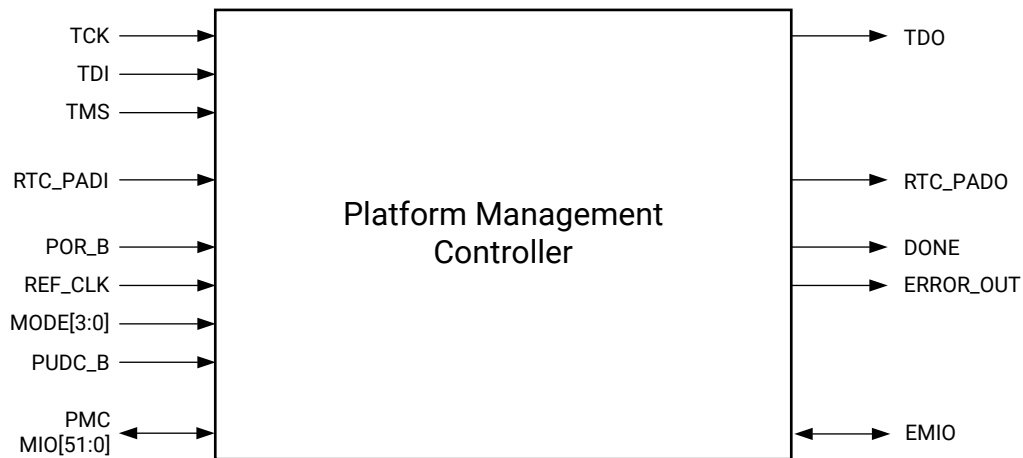 TCK
TDO
TDI
TMS
RTC_PADI
RTC_PADO
Platform Management
Controller
POR_B
DONE
REF_CLK
ERROR_OUT
MODE[3:0]
PUDC_B
PMC
MIO[51:0]
EMIO